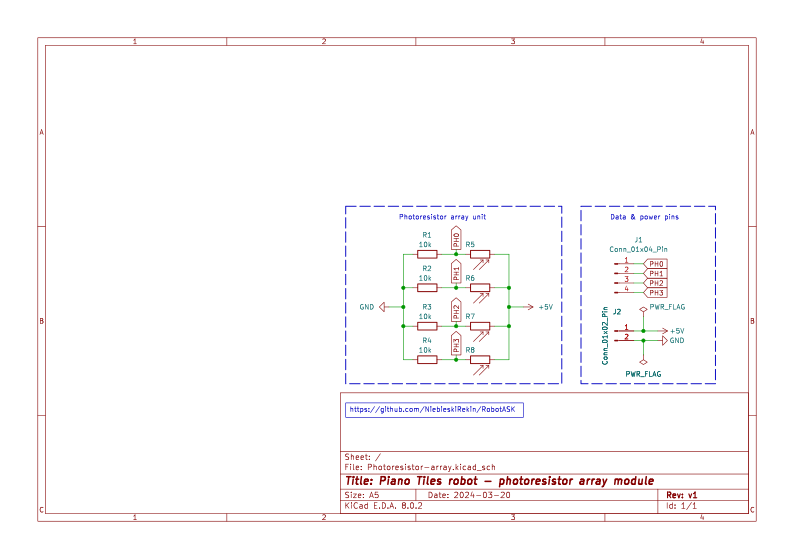 1 2 3 4
A A
Photoresistor array unit
Data & power pins
R1
10k
PH0
R5
R2
10k
PH1
R6
R3
10k
PH2
R7
R4
10k
PH3
R8
GND
+5V
J1
Conn_01x04_Pin
1 PH0
2 PH1
3 PH2
4 PH3
PWR_FLAG
J2
Conn_01x02_Pin
1 +5V
2 GND
PWR_FLAG
B B
https://github.com/NiebieskiRekin/RobotASK
Sheet: /
File: Photoresistor-array.kicad_sch
Title: Piano Tiles robot - photoresistor array module
Size: A5 Date: 2024-03-20 Rev: v1
KiCad E.D.A. 8.0.2 Id: 1/1
C C
1 2 3 4